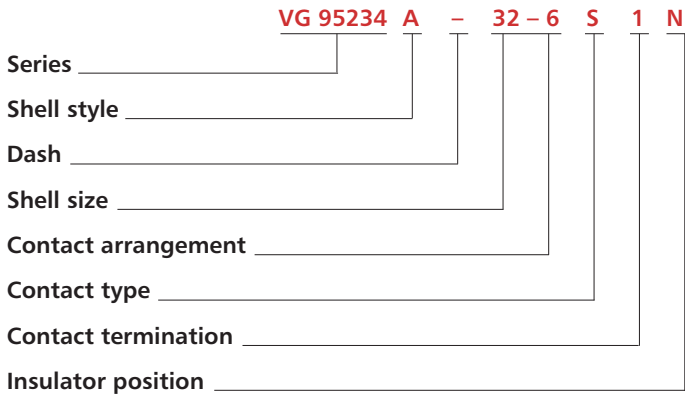 VG 95234 A – 32 – 6 S 1 N
Series
Shell style
Dash
Shell size
Contact arrangement
Contact type
Contact termination
Insulator position